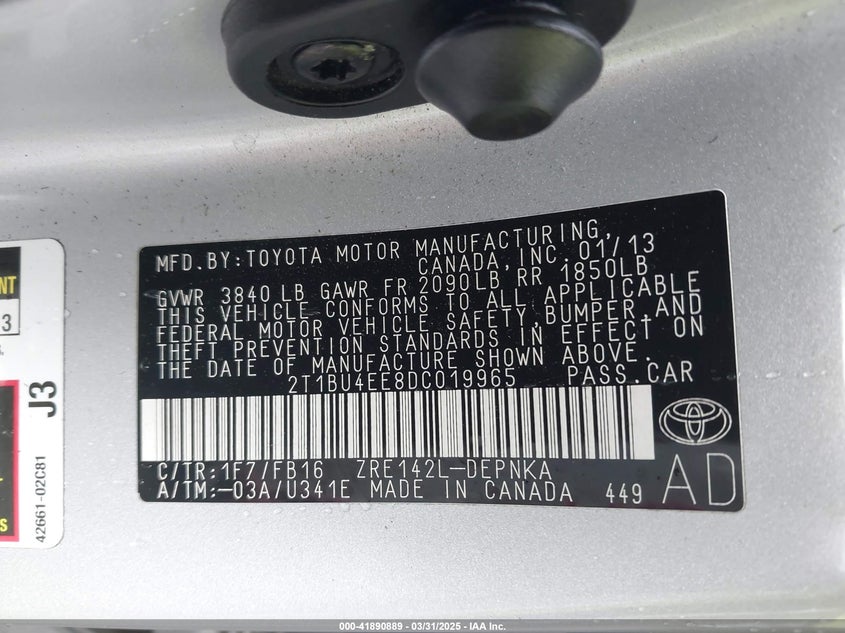 MFD.BY:TOYOTA MOTOR MANUFACTURING,
CANADA,INC.01/13
GVWR 3840 LB GAWR FR 2090LB RR 1850LB
THIS VEHICLE CONFORMS TO ALL APPLICABLE
FEDERAL MOTOR VEHICLE SAFETY,BUMPER,AND
THEFT PREVENTION STANDARDS IN EFFECT ON
THE DATE OF MANUFACTURE SHOWN ABOVE.
2T1BU4EE8DC019965 PASS.CAR
C/TR:1F7/FB16 ZRE142L-DEPNKA
A/TM:-03A/U341E MADE IN CANADA 449
AD
NT
3
J3
42661-02C81
S
000-41890889 - 03/31/2025 - IAA Inc.